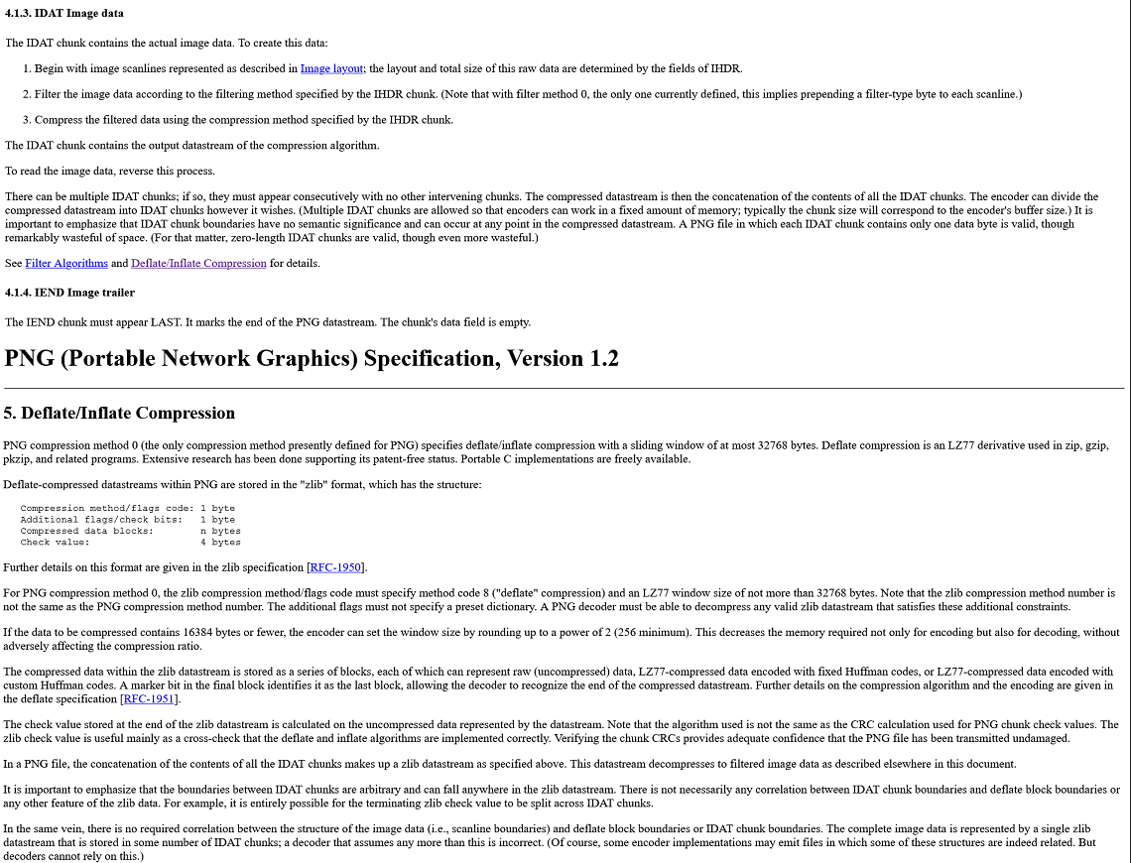 4.1.3. IDAT Image data
The IDAT chunk contains the actual image data. To create this data:
1. Begin with image scanlines represented as described in Image layout; the layout and total size of this raw data are determined by the fields of IHDR.
2. Filter the image data according to the filtering method specified by the IHDR chunk. (Note that with filter method 0, the only one currently defined, this implies prepending a filter-type byte to each scanline.)
3. Compress the filtered data using the compression method specified by the IHDR chunk.
The IDAT chunk contains the output datastream of the compression algorithm.
To read the image data, reverse this process.
There can be multiple IDAT chunks; if so, they must appear consecutively with no other intervening chunks. The compressed datastream is then the concatenation of the contents of all the IDAT chunks. The encoder can divide the
compressed datastream into IDAT chunks however it wishes. (Multiple IDAT chunks are allowed so that encoders can work in a fixed amount of memory; typically the chunk size will correspond to the encoder's buffer size.) It is
important to emphasize that IDAT chunk boundaries have no semantic significance and can occur at any point in the compressed datastream. A PNG file in which each IDAT chunk contains only one data byte is valid, though
remarkably wasteful of space. (For that matter, zero-length IDAT chunks are valid, though even more wasteful.)
See Filter Algorithms and Deflate/Inflate Compression for details.
4.1.4. IEND Image trailer
The IEND chunk must appear LAST. It marks the end of the PNG datastream. The chunk's data field is empty.
PNG (Portable Network Graphics) Specification, Version 1.2
5. Deflate/Inflate Compression
PNG compression method 0 (the only compression method presently defined for PNG) specifies deflate/inflate compression with a sliding window of at most 32768 bytes. Deflate compression is an LZ77 derivative used in zip, gzip,
pkzip, and related programs. Extensive research has been done supporting its patent-free status. Portable C implementations are freely available.
Deflate-compressed datastreams within PNG are stored in the "zlib" format, which has the structure:
Compression method/flags code: 1 byte
Additional flags/check bits: 1 byte
Compressed data blocks: n bytes
Check value: 4 bytes
Further details on this format are given in the zlib specification [RFC-1950].
For PNG compression method 0, the zlib compression method/flags code must specify method code 8 ("deflate" compression) and an LZ77 window size of not more than 32768 bytes. Note that the zlib compression method number is
not the same as the PNG compression method number. The additional flags must not specify a preset dictionary. A PNG decoder must be able to decompress any valid zlib datastream that satisfies these additional constraints.
If the data to be compressed contains 16384 bytes or fewer, the encoder can set the window size by rounding up to a power of 2 (256 minimum). This decreases the memory required not only for encoding but also for decoding, without
adversely affecting the compression ratio.
The compressed data within the zlib datastream is stored as a series of blocks, each of which can represent raw (uncompressed) data, LZ77-compressed data encoded with fixed Huffman codes, or LZ77-compressed data encoded with
custom Huffman codes. A marker bit in the final block identifies it as the last block, allowing the decoder to recognize the end of the compressed datastream. Further details on the compression algorithm and the encoding are given in
the deflate specification [RFC-1951].
The check value stored at the end of the zlib datastream is calculated on the uncompressed data represented by the datastream. Note that the algorithm used is not the same as the CRC calculation used for PNG chunk check values. The
zlib check value is useful mainly as a cross-check that the deflate and inflate algorithms are implemented correctly. Verifying the chunk CRCs provides adequate confidence that the PNG file has been transmitted undamaged.
In a PNG file, the concatenation of the contents of all the IDAT chunks makes up a zlib datastream as specified above. This datastream decompresses to filtered image data as described elsewhere in this document.
It is important to emphasize that the boundaries between IDAT chunks are arbitrary and can fall anywhere in the zlib datastream. There is not necessarily any correlation between IDAT chunk boundaries and deflate block boundaries or
any other feature of the zlib data. For example, it is entirely possible for the terminating zlib check value to be split across IDAT chunks.
In the same vein, there is no required correlation between the structure of the image data (i.e., scanline boundaries) and deflate block boundaries or IDAT chunk boundaries. The complete image data is represented by a single zlib
datastream that is stored in some number of IDAT chunks; a decoder that assumes any more than this is incorrect. (Of course, some encoder implementations may emit files in which some of these structures are indeed related. But
decoders cannot rely on this.)